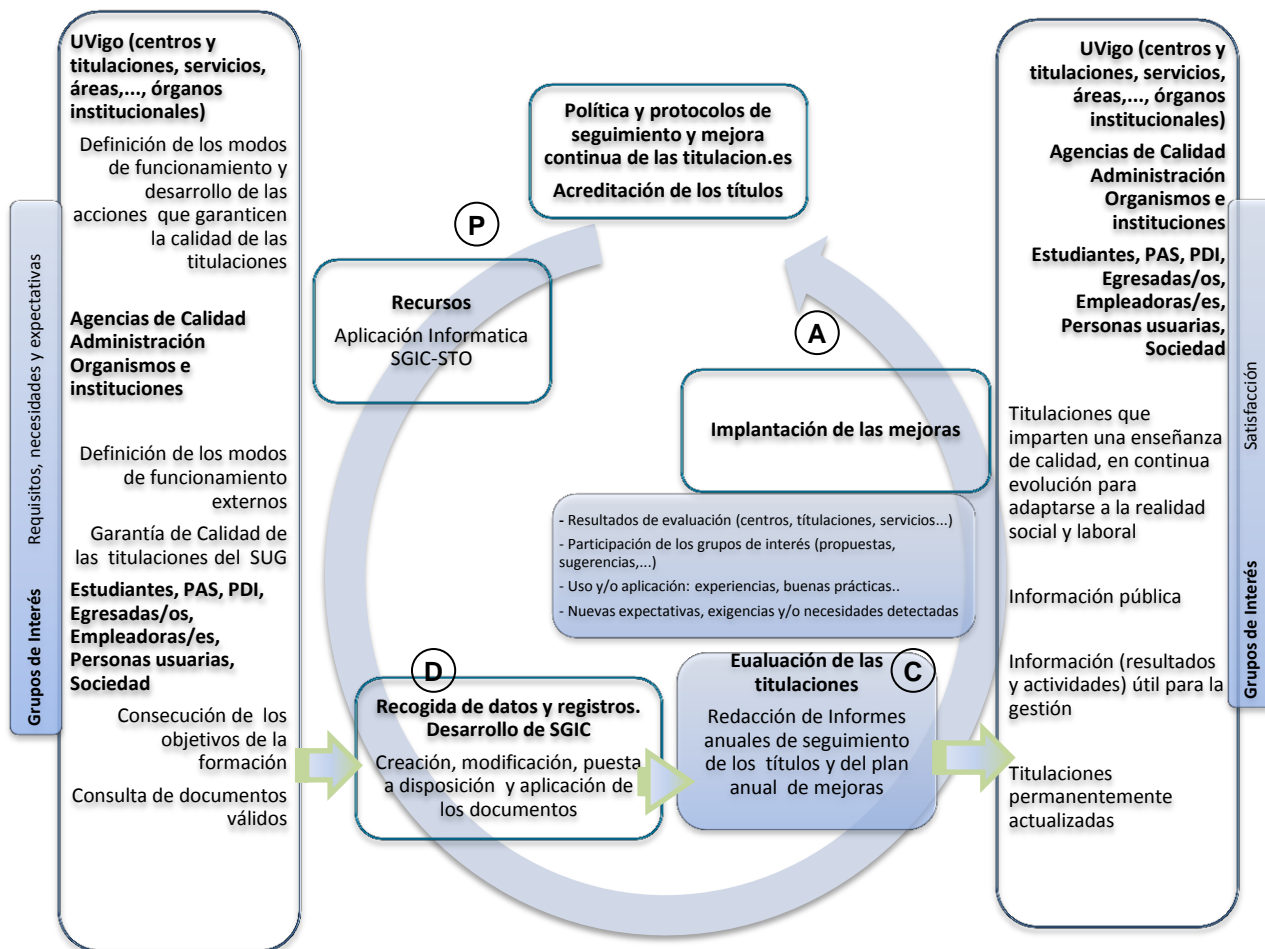 Grupos de Interés    Requisitos, necesidades y expectativas
UVigo (centros y
titulaciones, servicios,
áreas,..., órganos
institucionales)
Definición de los modos
de funcionamiento y
desarrollo de las
acciones que garanticen
la calidad de las
titulaciones
Agencias de Calidad
Administración
Organismos e
instituciones
Definición de los modos
de funcionamiento
externos
Garantía de Calidad de
las titulaciones del SUG
Estudiantes, PAS, PDI,
Egresadas/os,
Empleadoras/es,
Personas usuarias,
Sociedad
Consecución de los
objetivos de la
formación
Consulta de documentos
válidos
Política y protocolos de
seguimiento y mejora
continua de las titulacion.es
Acreditación de los títulos
P
Recursos
Aplicación Informatica
SGIC-STO
A
Implantación de las mejoras
- Resultados de evaluación (centros, títulaciones, servicios...)
- Participación de los grupos de interés (propuestas,
sugerencias,...)
- Uso y/o aplicación: experiencias, buenas prácticas..
- Nuevas expectativas, exigencias y/o necesidades detectadas
D
Recogida de datos y registros.
Desarrollo de SGIC
Creación, modificación, puesta
a disposición y aplicación de
los documentos
C
Eualuación de las
titulaciones
Redacción de Informes
anuales de seguimiento
de los títulos y del plan
anual de mejoras
UVigo (centros y
titulaciones, servicios,
áreas,..., órganos
institucionales)
Agencias de Calidad
Administración
Organismos e
instituciones
Estudiantes, PAS, PDI,
Egresadas/os,
Empleadoras/es,
Personas usuarias,
Sociedad
Titulaciones que
imparten una enseñanza
de calidad, en continua
evolución para
adaptarse a la realidad
social y laboral
Información pública
Información (resultados
y actividades) útil para la
gestión
Titulaciones
permanentemente
actualizadas
Grupos de Interés    Satisfacción